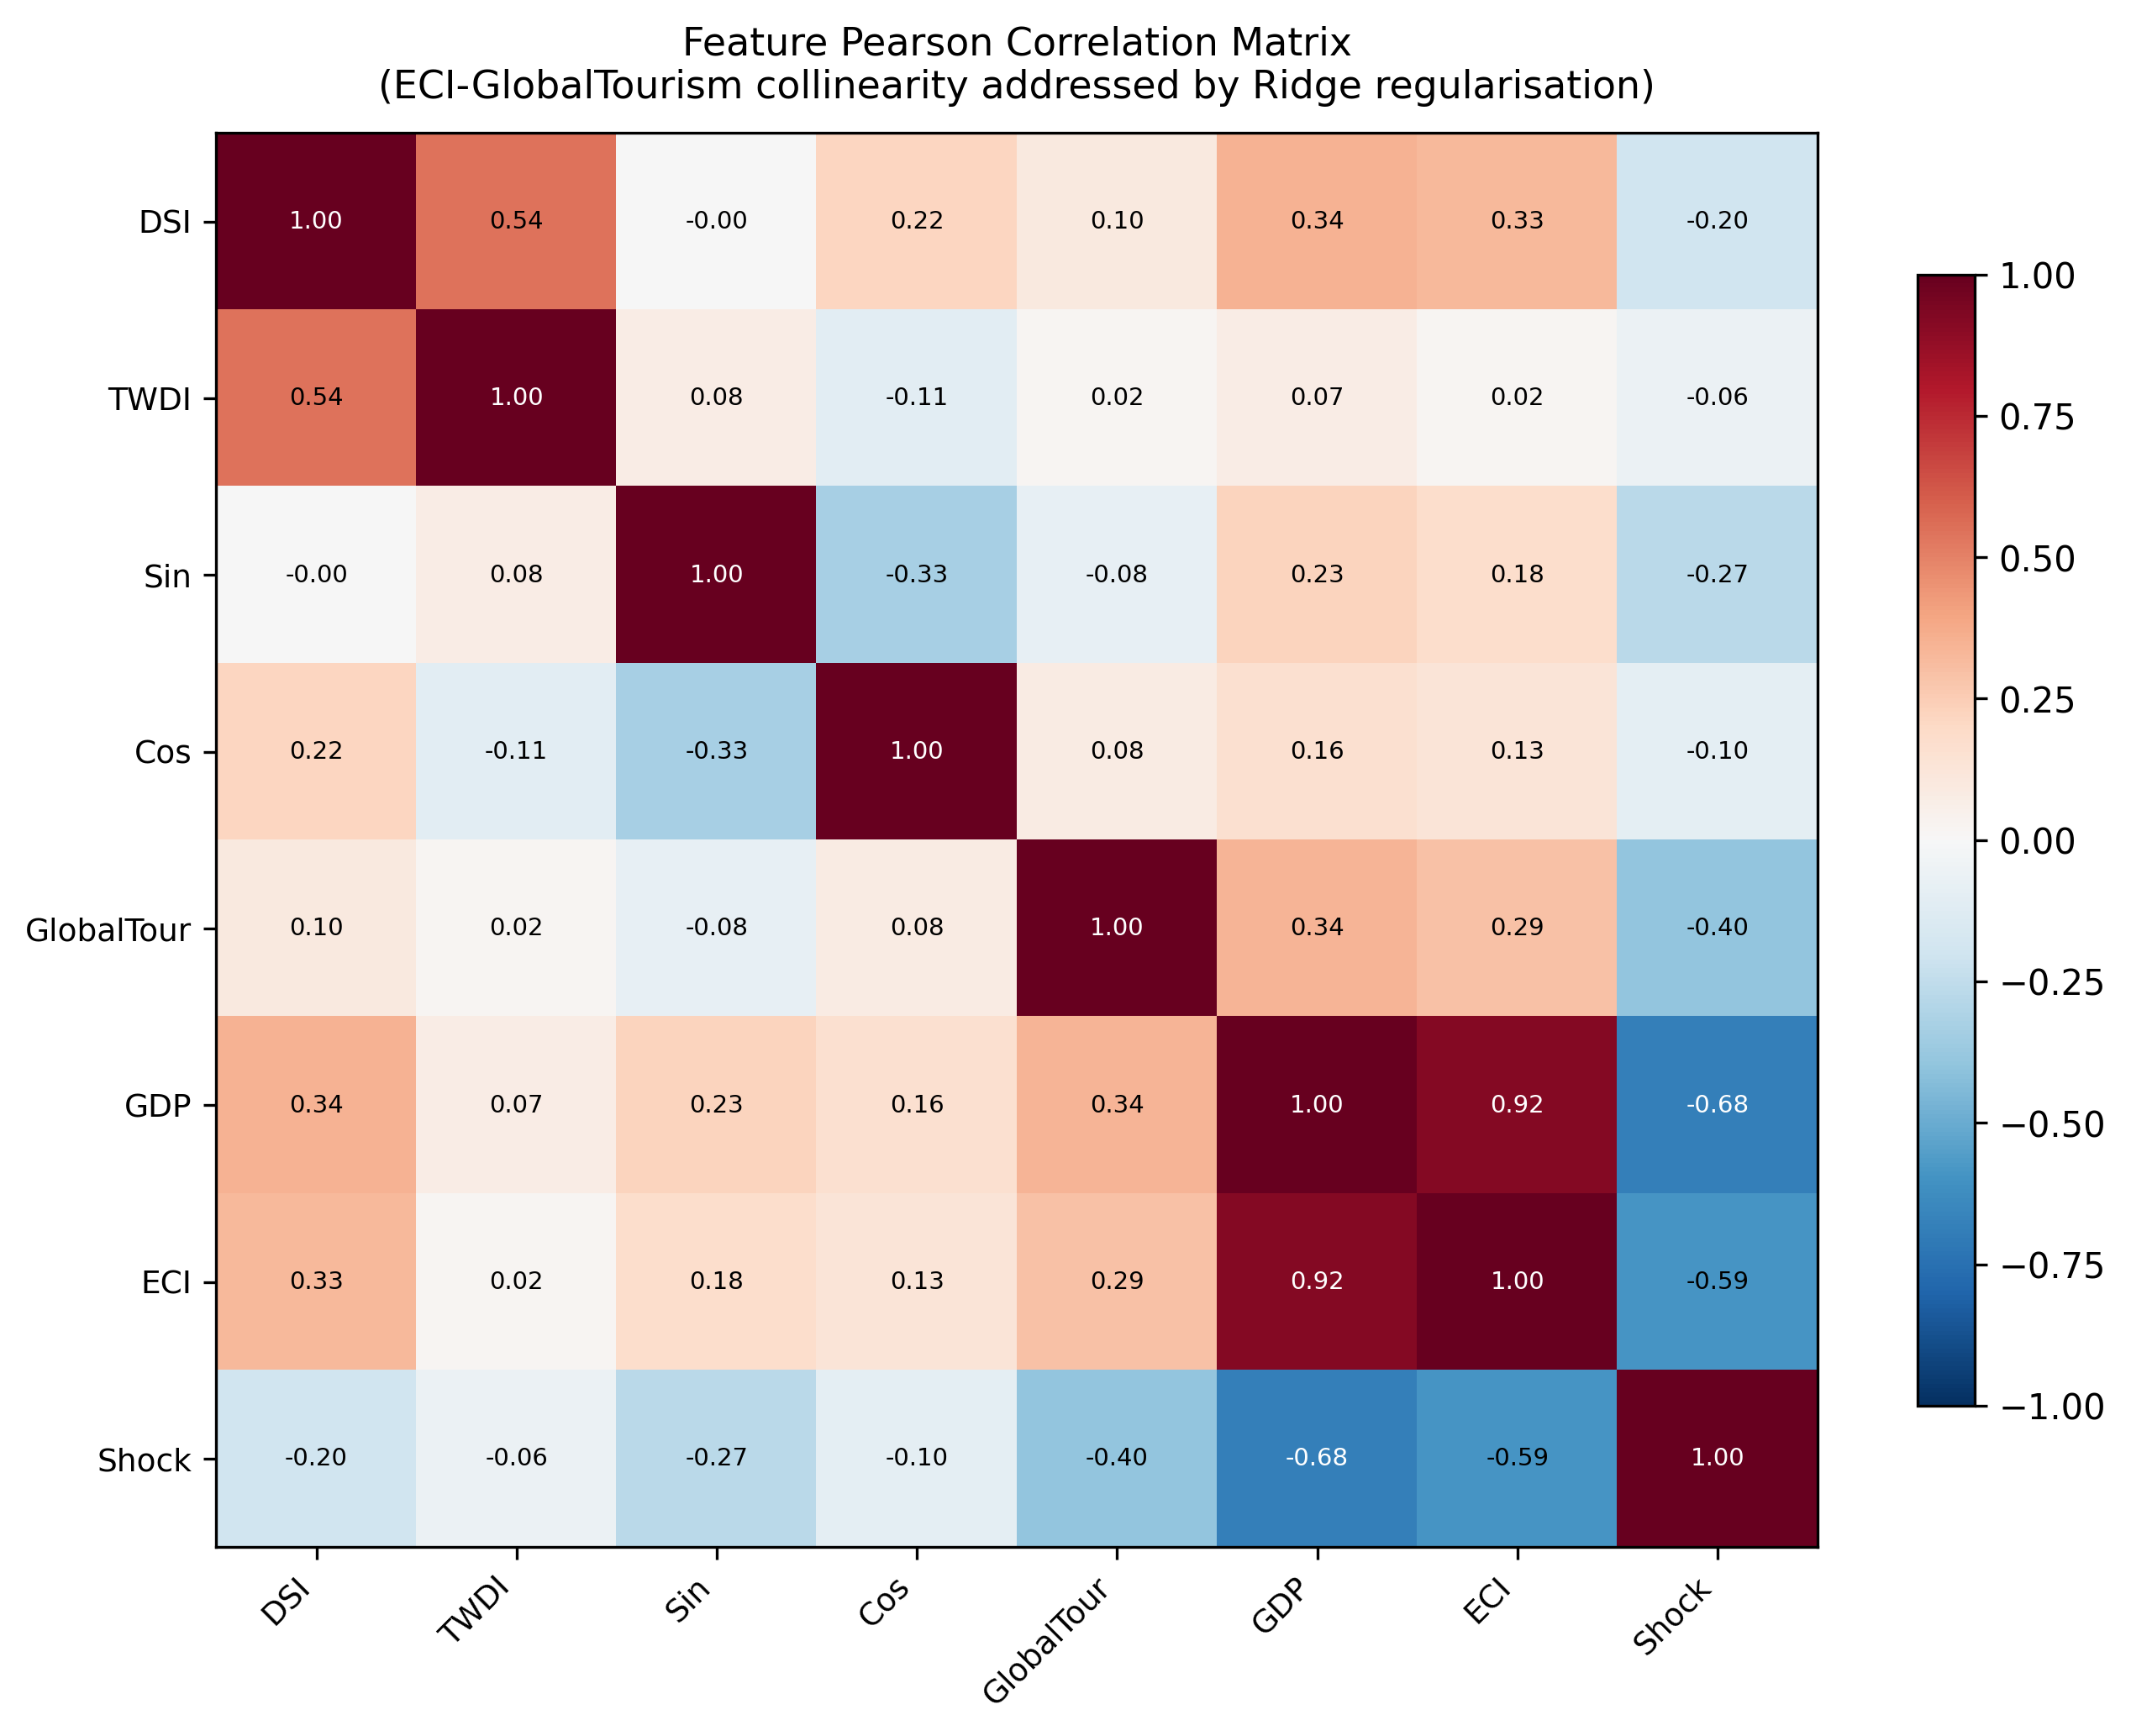 Feature Pearson Correlation Matrix
(ECI-GlobalTourism collinearity addressed by Ridge regularisation)
DSI 1.00 0.54 -0.00 0.22 0.10 0.34 0.33 -0.20
TWDI 0.54 1.00 0.08 -0.11 0.02 0.07 0.02 -0.06
Sin -0.00 0.08 1.00 -0.33 -0.08 0.23 0.18 -0.27
Cos 0.22 -0.11 -0.33 1.00 0.08 0.16 0.13 -0.10
GlobalTour 0.10 0.02 -0.08 0.08 1.00 0.34 0.29 -0.40
GDP 0.34 0.07 0.23 0.16 0.34 1.00 0.92 -0.68
ECI 0.33 0.02 0.18 0.13 0.29 0.92 1.00 -0.59
Shock -0.20 -0.06 -0.27 -0.10 -0.40 -0.68 -0.59 1.00
DSI TWDI Sin Cos GlobalTour GDP ECI Shock
1.00
0.75
0.50
0.25
0.00
−0.25
−0.50
−0.75
−1.00